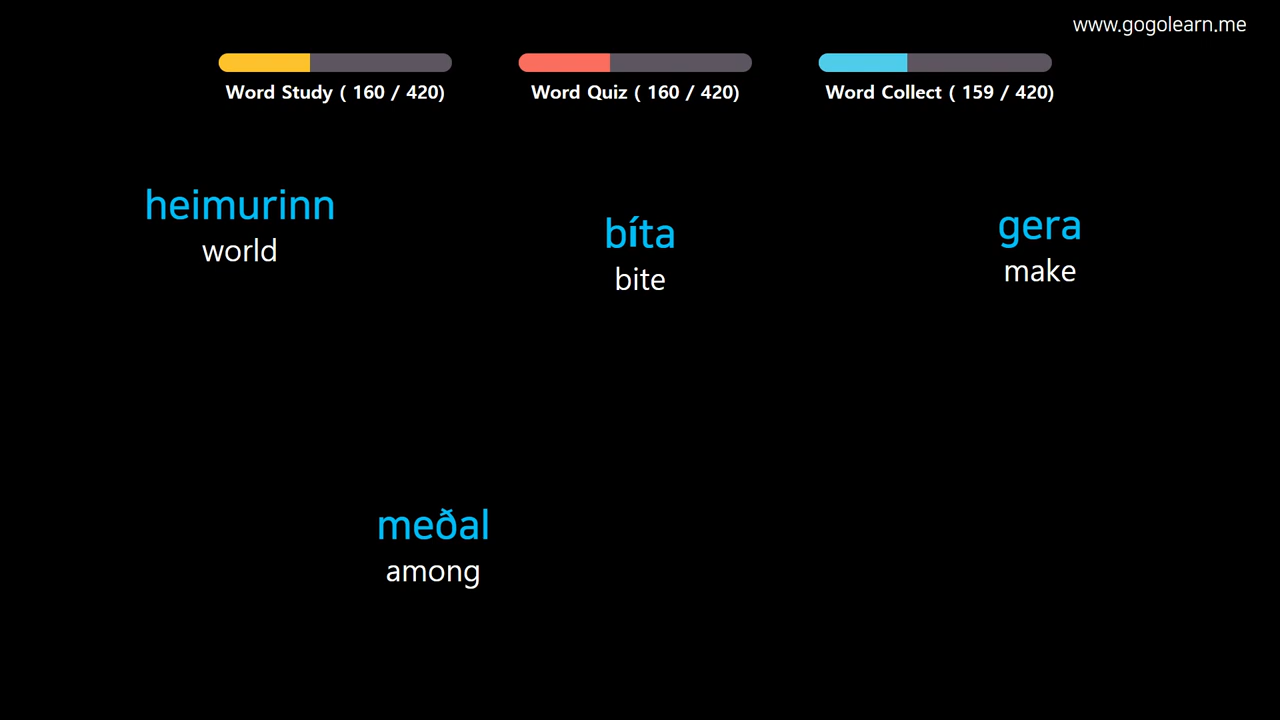 www.gogolearn.me
Word Study ( 160 / 420)
Word Quiz ( 160 / 420)
Word Collect ( 159 / 420)
heimurinn
world
bíta
bite
gera
make
meðal
among